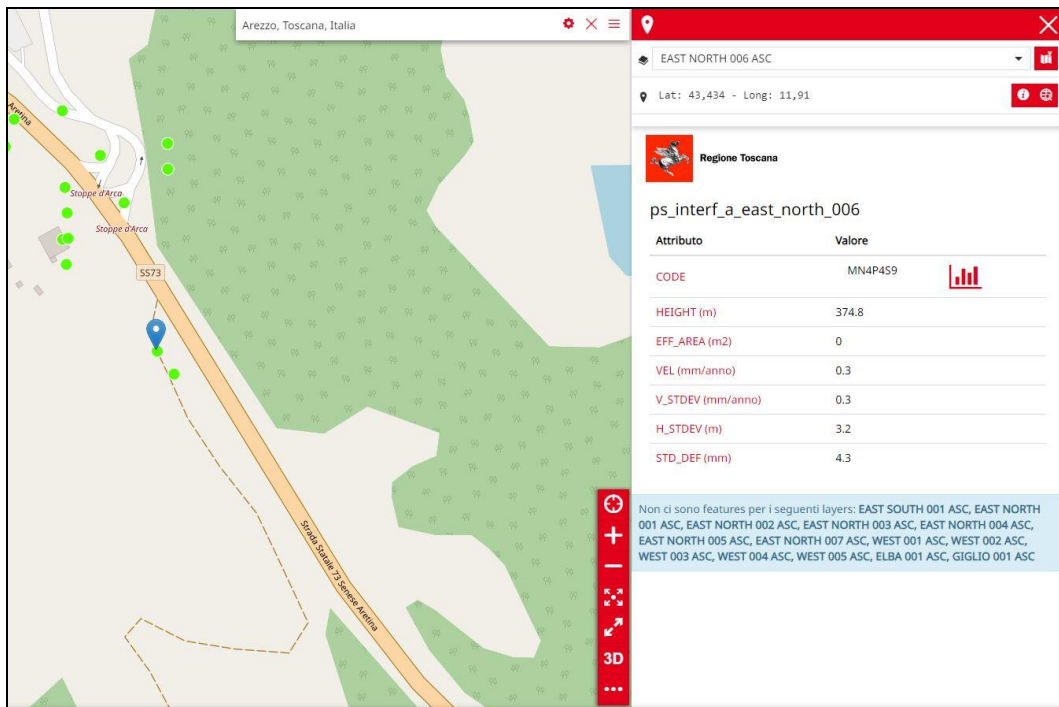 Arezzo, Toscana, Italia
Aretina
Stoppe d'Arca
Stoppe d'Arca
SS73
Strada Statale 73 Senese Aretina
3D
EAST NORTH 006 ASC
Lat: 43,434 - Long: 11,91
Regione Toscana
ps_interf_a_east_north_006
Attributo Valore
CODE MN4P4S9
HEIGHT (m) 374.8
EFF_AREA (m2) 0
VEL (mm/anno) 0.3
V_STDEV (mm/anno) 0.3
H_STDEV (m) 3.2
STD_DEF (mm) 4.3
Non ci sono features per i seguenti layers: EAST SOUTH 001 ASC, EAST NORTH
001 ASC, EAST NORTH 002 ASC, EAST NORTH 003 ASC, EAST NORTH 004 ASC,
EAST NORTH 005 ASC, EAST NORTH 007 ASC, WEST 001 ASC, WEST 002 ASC,
WEST 003 ASC, WEST 004 ASC, WEST 005 ASC, ELBA 001 ASC, GIGLIO 001 ASC